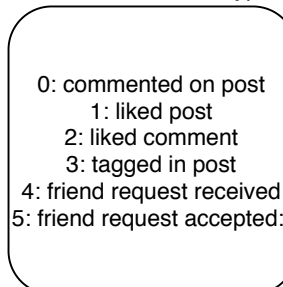 0: commented on post
1: liked post
2: liked comment
3: tagged in post
4: friend request received
5: friend request accepted: